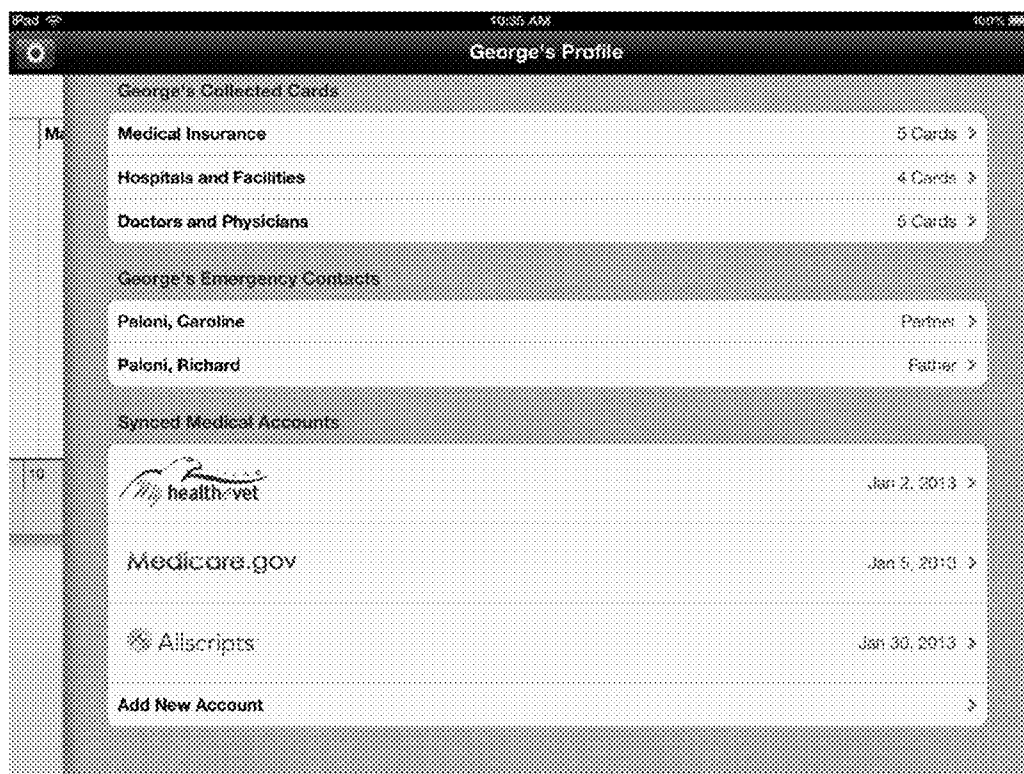 iPad 10:35 AM 100%
George's Profile
George's Collected Cards
Ma
Medical Insurance 5 Cards >
Hospitals and Facilities 4 Cards >
Doctors and Physicians 5 Cards >
George's Emergency Contacts
Paloni, Caroline Partner >
Paloni, Richard Father >
Synced Medical Accounts
My healthevet Jan 2, 2013 >
Medicare.gov Jan 5, 2013 >
Allscripts Jan 30, 2013 >
Add New Account >